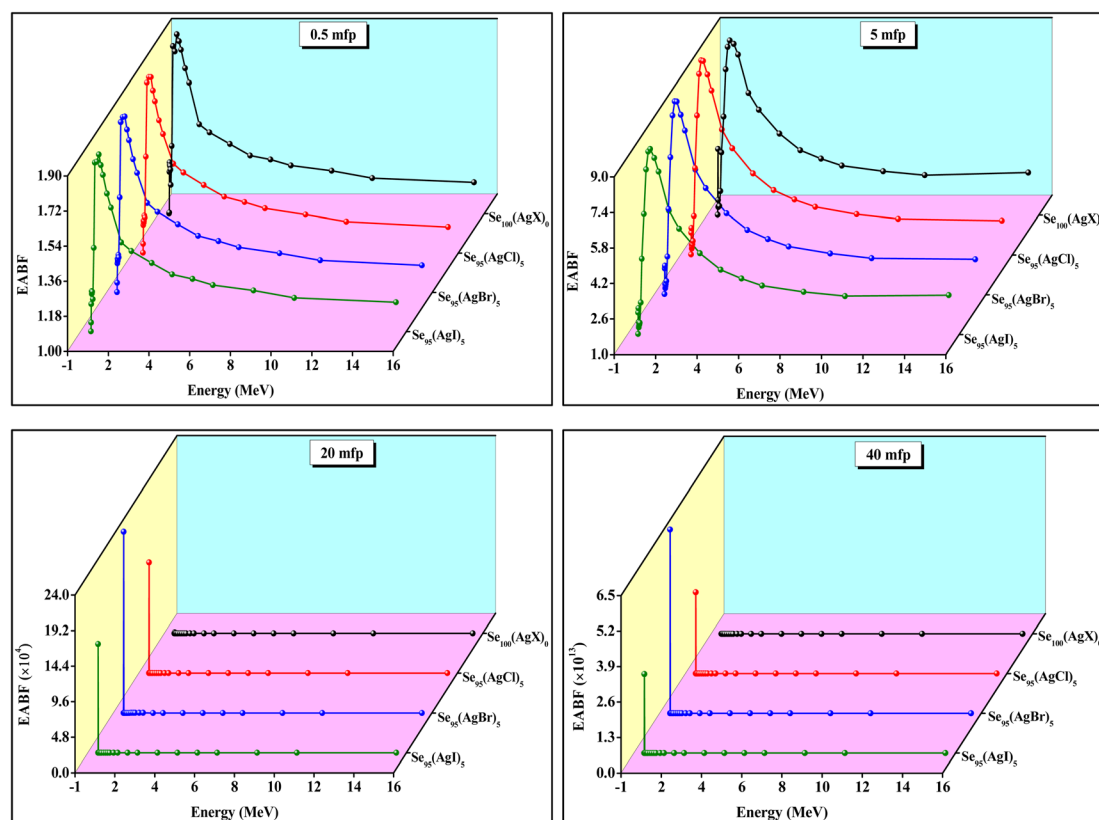 0.5 mfp
1.90
1.72
1.54
1.36
1.18
1.00
EABF
-1 2 4 6 8 10 12 14 16
Energy (MeV)
Se₁₀₀(AgX)₀
Se₉₅(AgCl)₅
Se₉₅(AgBr)₅
Se₉₅(AgI)₅
5 mfp
9.0
7.4
5.8
4.2
2.6
1.0
EABF
-1 2 4 6 8 10 12 14 16
Energy (MeV)
Se₁₀₀(AgX)₀
Se₉₅(AgCl)₅
Se₉₅(AgBr)₅
Se₉₅(AgI)₅
20 mfp
24.0
19.2
14.4
9.6
4.8
0.0
EABF (×10⁴)
-1 2 4 6 8 10 12 14 16
Energy (MeV)
Se₁₀₀(AgX)₀
Se₉₅(AgCl)₅
Se₉₅(AgBr)₅
Se₉₅(AgI)₅
40 mfp
6.5
5.2
3.9
2.6
1.3
0.0
EABF (×10¹³)
-1 2 4 6 8 10 12 14 16
Energy (MeV)
Se₁₀₀(AgX)₀
Se₉₅(AgCl)₅
Se₉₅(AgBr)₅
Se₉₅(AgI)₅